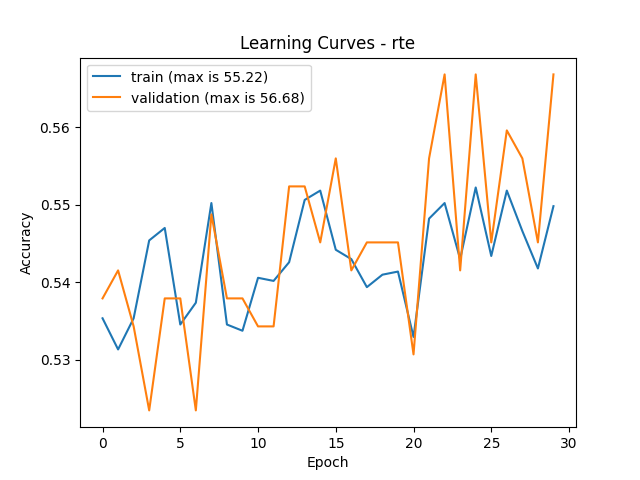 Learning Curves - rte
train (max is 55.22)
validation (max is 56.68)
0.56
0.55
0.54
0.53
Accuracy
0 5 10 15 20 25 30
Epoch